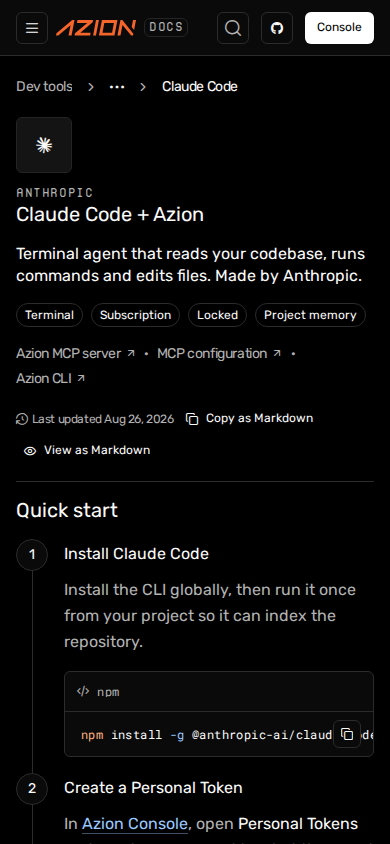 AZION DOCS Console
Dev tools > ••• > Claude Code
ANTHROPIC
Claude Code + Azion
Terminal agent that reads your codebase, runs
commands and edits files. Made by Anthropic.
Terminal Subscription Locked Project memory
Azion MCP server ↗ • MCP configuration ↗ •
Azion CLI ↗
Last updated Aug 26, 2026 Copy as Markdown
View as Markdown
Quick start
1 Install Claude Code
Install the CLI globally, then run it once
from your project so it can index the
repository.
</> npm
npm install -g @anthropic-ai/claud
2 Create a Personal Token
In Azion Console, open Personal Tokens